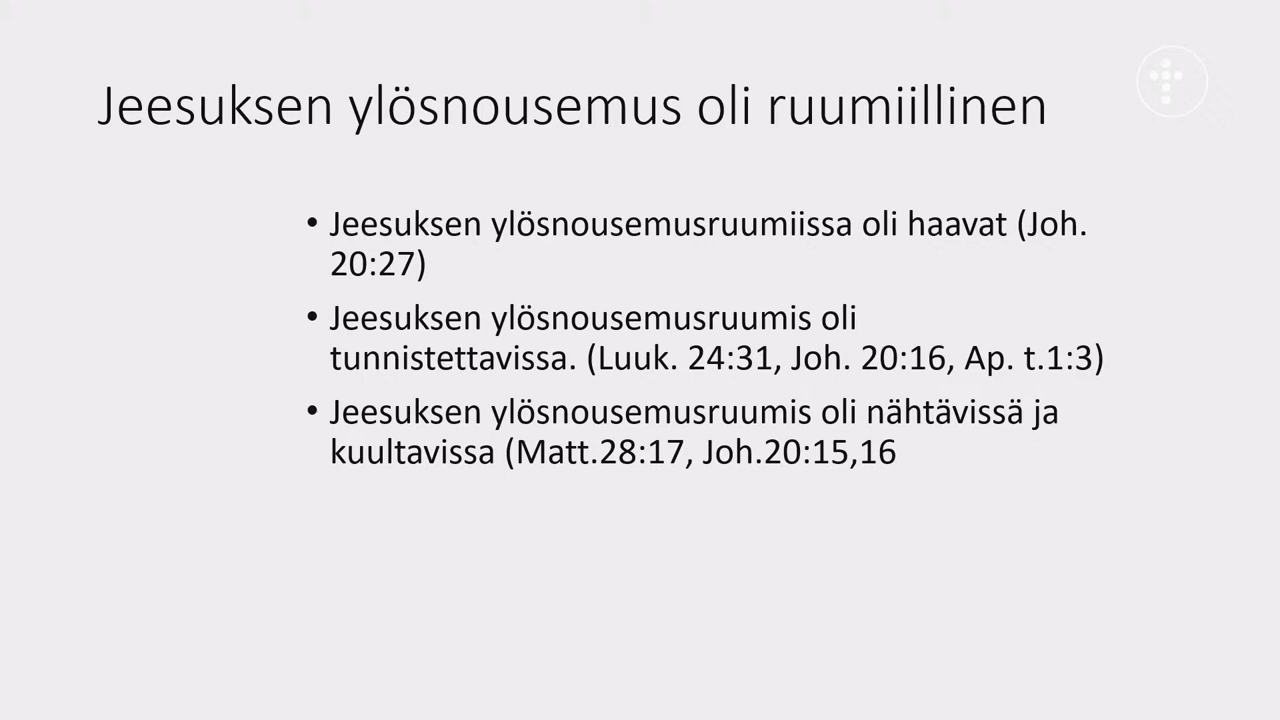 Jeesuksen ylösnousemus oli ruumiillinen
• Jeesuksen ylösnousemusruumiissa oli haavat (Joh.
20:27)
• Jeesuksen ylösnousemusruumis oli
tunnistettavissa. (Luuk. 24:31, Joh. 20:16, Ap. t.1:3)
• Jeesuksen ylösnousemusruumis oli nähtävissä ja
kuultavissa (Matt.28:17, Joh.20:15,16